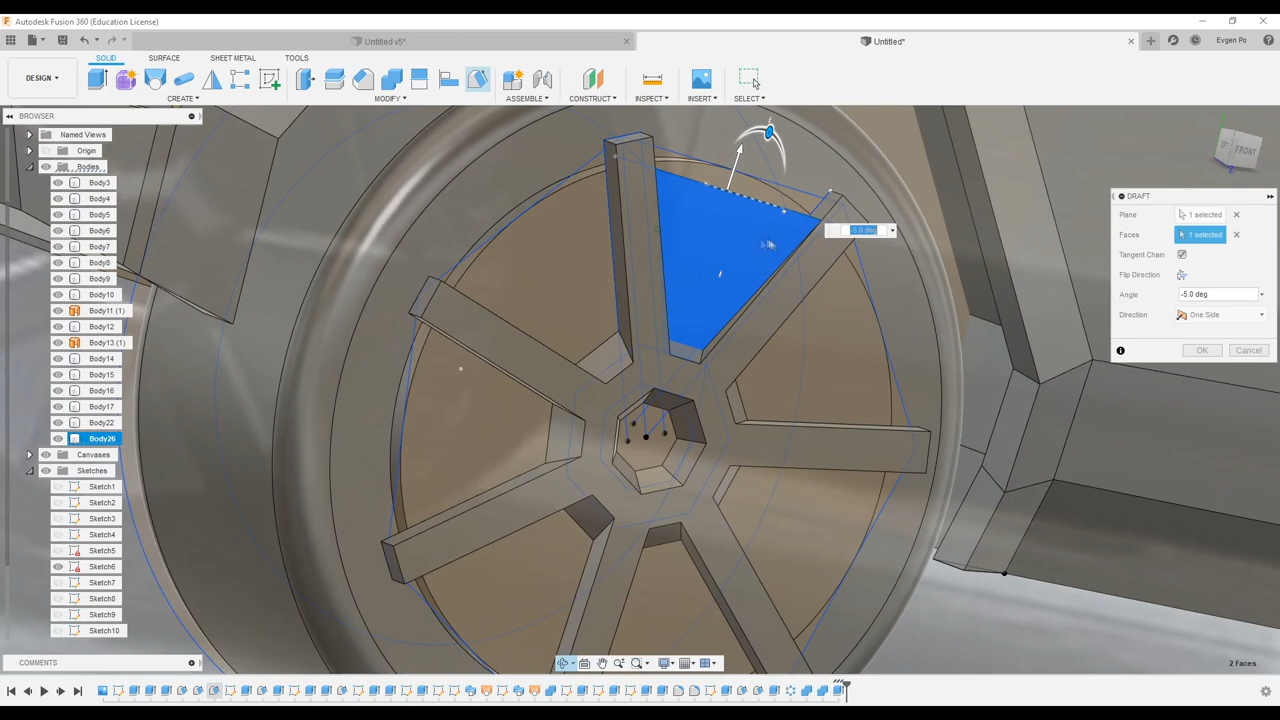 Autodesk Fusion 360 (Education License)
Untitled v5*
Untitled*
Evgen Po
SOLID SURFACE SHEET METAL TOOLS
DESIGN
CREATE MODIFY ASSEMBLE CONSTRUCT INSPECT INSERT SELECT
BROWSER
Named Views
Origin
Bodies
Body3
Body4
Body5
Body6
Body7
Body8
Body9
Body10
Body11 (1)
Body12
Body13 (1)
Body14
Body15
Body16
Body17
Body22
Body26
Canvases
Sketches
Sketch1
Sketch2
Sketch3
Sketch4
Sketch5
Sketch6
Sketch7
Sketch8
Sketch9
Sketch10
FRONT
Z
-5.0 deg
DRAFT
Plane 1 selected
Faces 1 selected
Tangent Chain
Flip Direction
Angle -5.0 deg
Direction One Side
OK Cancel
COMMENTS
2 Faces